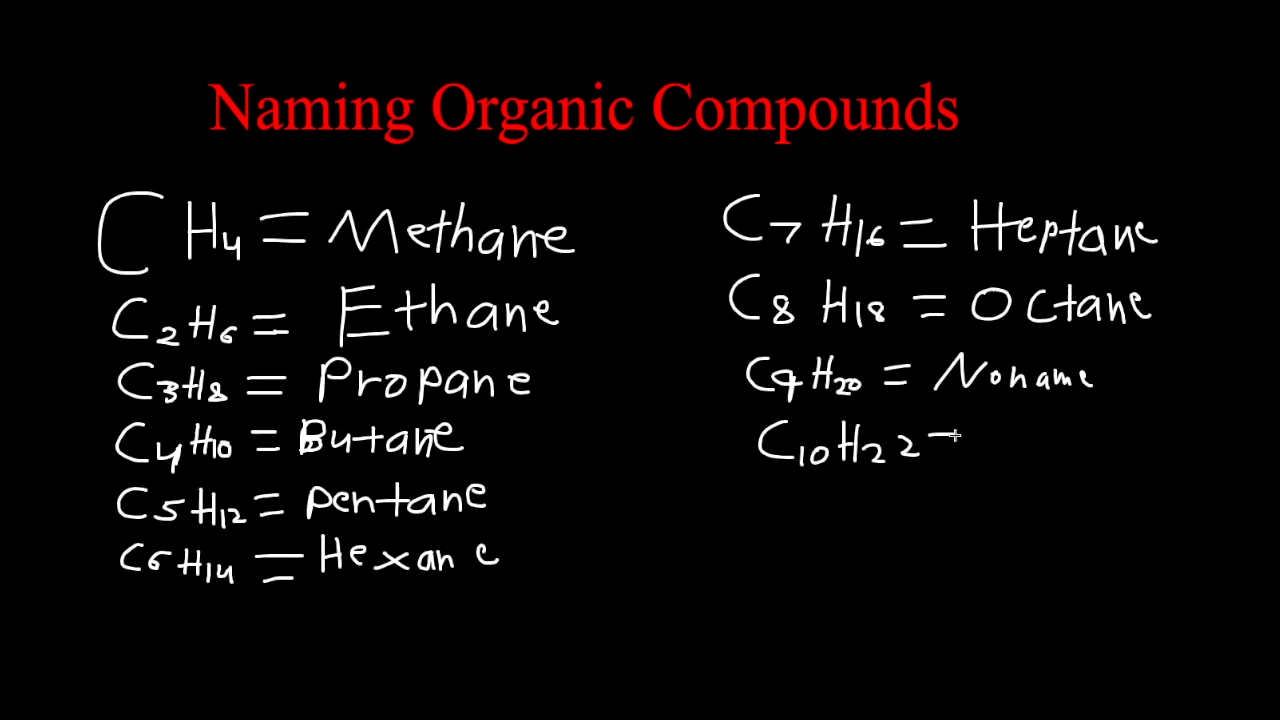 Naming Organic Compounds
CH4 = Methane
C2H6 = Ethane
C3H8 = Propane
C4H10 = Butane
C5H12 = pentane
C6H14 = Hexane
C7H16 = Heptane
C8H18 = Octane
C9H20 = Noname
C10H22 -